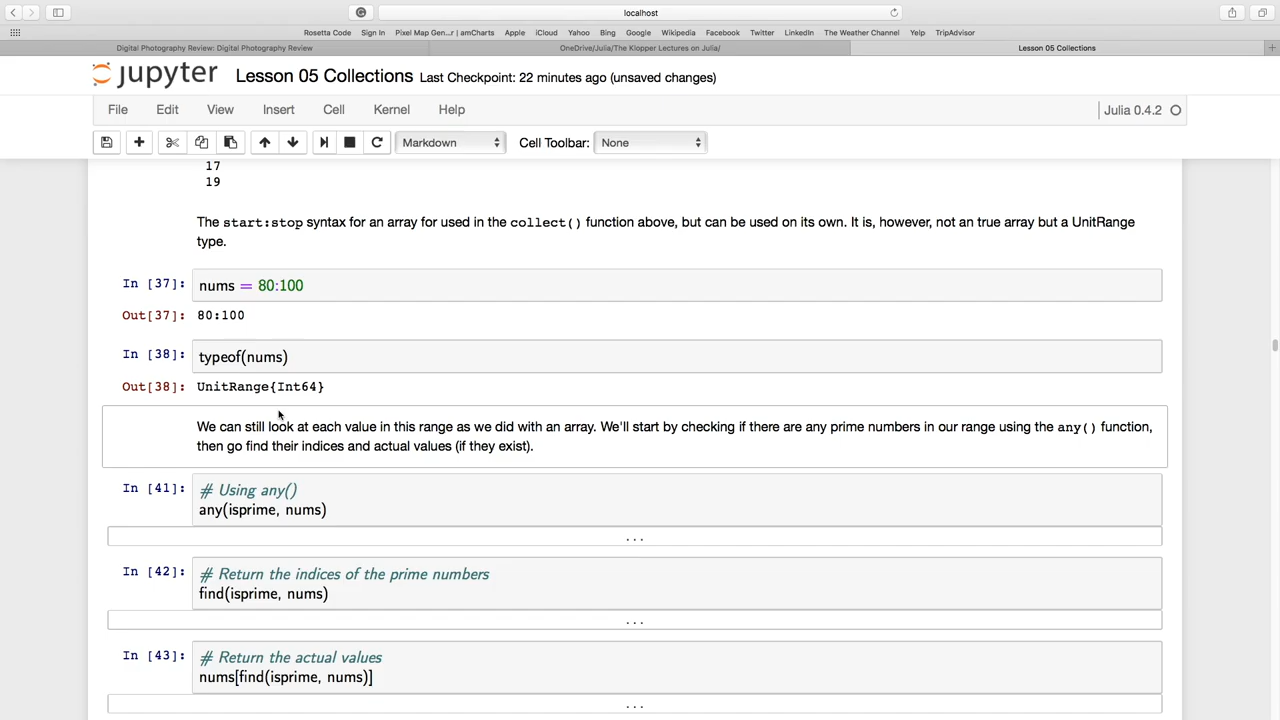 localhost
Rosetta Code Sign In Pixel Map Gen...r | amCharts Apple iCloud Yahoo Bing Google Wikipedia Facebook Twitter LinkedIn The Weather Channel Yelp TripAdvisor
Digital Photography Review: Digital Photography Review OneDrive/Julia/The Klopper Lectures on Julia/ Lesson 05 Collections
jupyter Lesson 05 Collections Last Checkpoint: 22 minutes ago (unsaved changes)
File Edit View Insert Cell Kernel Help Julia 0.4.2
Markdown Cell Toolbar: None
17
19
The start:stop syntax for an array for used in the collect() function above, but can be used on its own. It is, however, not an true array but a UnitRange
type.
In [37]: nums = 80:100
Out[37]: 80:100
In [38]: typeof(nums)
Out[38]: UnitRange{Int64}
We can still look at each value in this range as we did with an array. We'll start by checking if there are any prime numbers in our range using the any() function,
then go find their indices and actual values (if they exist).
In [41]: # Using any()
any(isprime, nums)
...
In [42]: # Return the indices of the prime numbers
find(isprime, nums)
...
In [43]: # Return the actual values
nums[find(isprime, nums)]
...